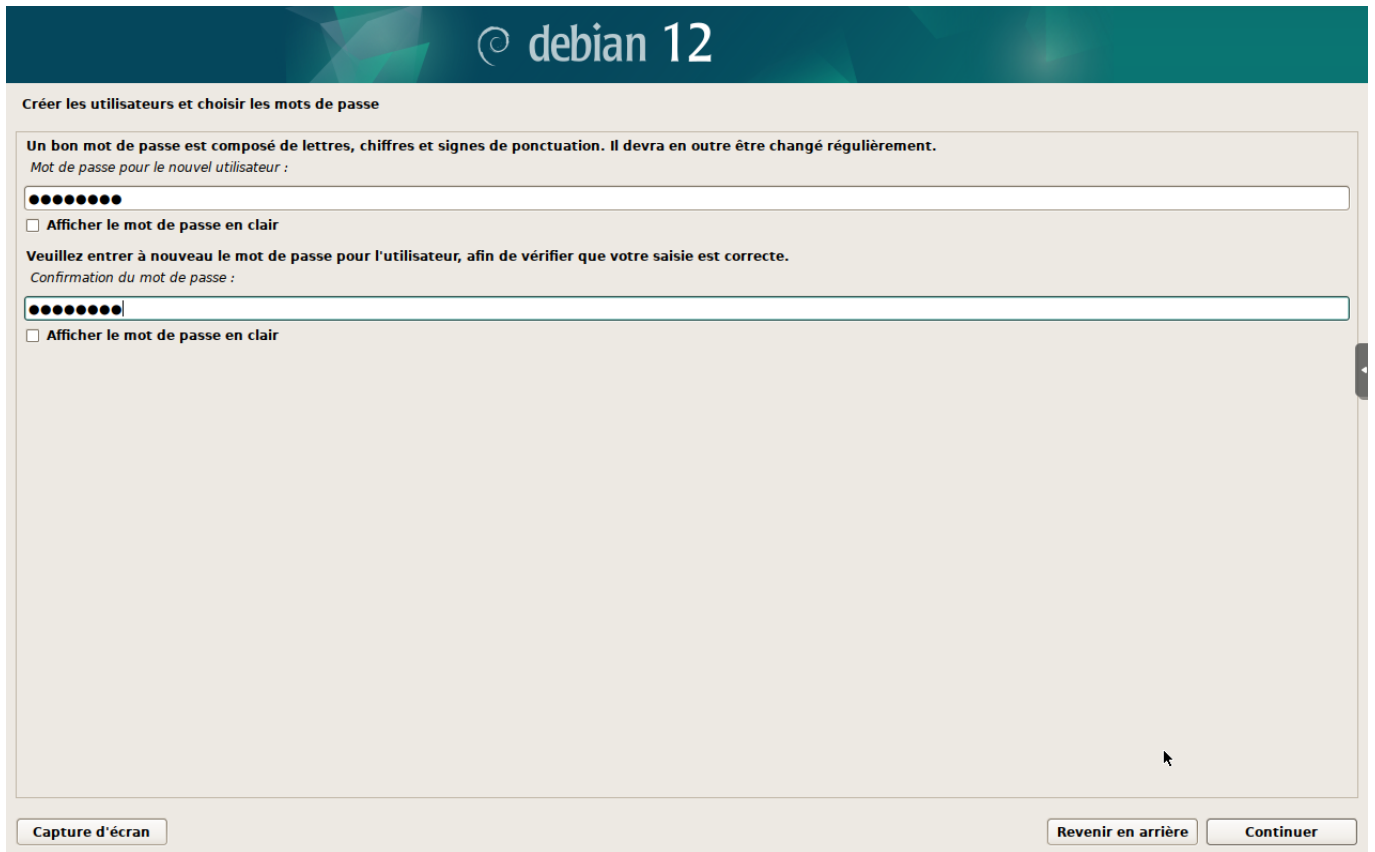 debian 12
Créer les utilisateurs et choisir les mots de passe
Un bon mot de passe est composé de lettres, chiffres et signes de ponctuation. Il devra en outre être changé régulièrement.
Mot de passe pour le nouvel utilisateur :
●●●●●●●●
Afficher le mot de passe en clair
Veuillez entrer à nouveau le mot de passe pour l'utilisateur, afin de vérifier que votre saisie est correcte.
Confirmation du mot de passe :
●●●●●●●●
Afficher le mot de passe en clair
Capture d'écran Revenir en arrière Continuer